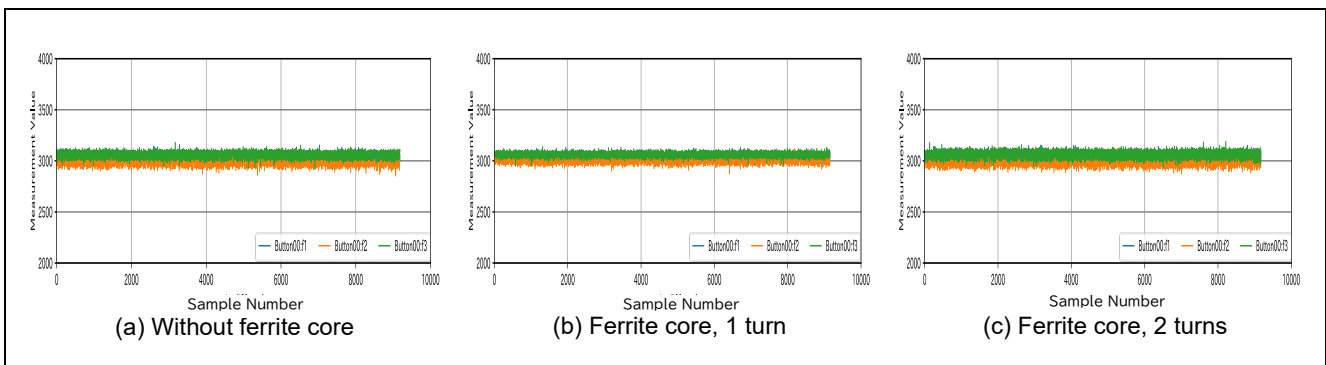 4000
3500
3000
2500
2000
Measurement Value
Button00:f1 Button00:f2 Button00:f3
0 2000 4000 6000 8000 10000
Sample Number
(a) Without ferrite core
4000
3500
3000
2500
2000
Measurement Value
Button00:f1 Button00:f2 Button00:f3
0 2000 4000 6000 8000 10000
Sample Number
(b) Ferrite core, 1 turn
4000
3500
3000
2500
2000
Measurement Value
Button00:f1 Button00:f2 Button00:f3
0 2000 4000 6000 8000 10000
Sample Number
(c) Ferrite core, 2 turns